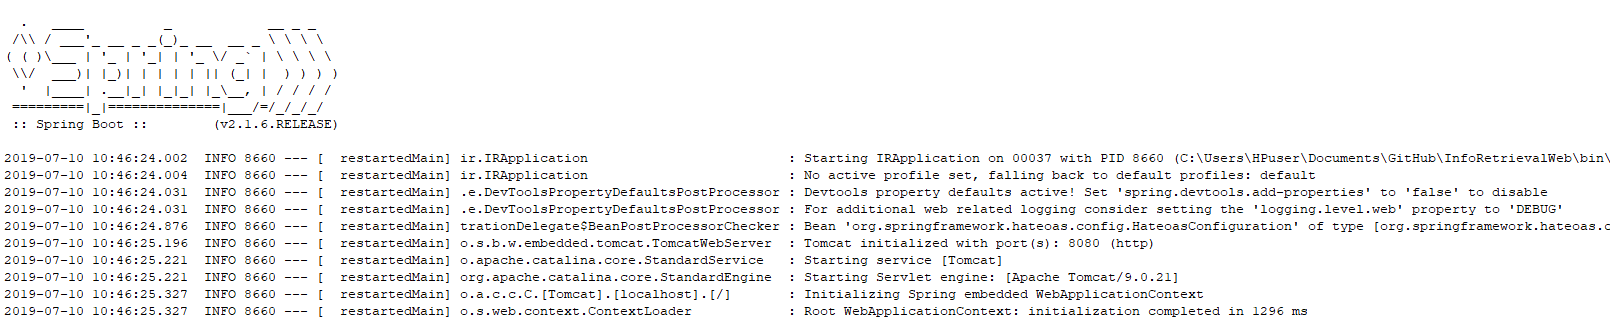 .   ____          _            __ _ _
 /\\ / ___'_ __ _ _(_)_ __  __ _ \ \ \ \
( ( )\___ | '_ | '_| | '_ \/ _` | \ \ \ \
 \\/  ___)| |_)| | | | | || (_| |  ) ) ) )
  '  |____| .__|_| |_|_| |_\__, | / / / /
 =========|_|==============|___/=/_/_/_/
 :: Spring Boot ::        (v2.1.6.RELEASE)
2019-07-10 10:46:24.002  INFO 8660 --- [  restartedMain] ir.IRApplication                         : Starting IRApplication on 00037 with PID 8660 (C:\Users\HPuser\Documents\GitHub\InfoRetrievalWeb\bin\
2019-07-10 10:46:24.004  INFO 8660 --- [  restartedMain] ir.IRApplication                         : No active profile set, falling back to default profiles: default
2019-07-10 10:46:24.031  INFO 8660 --- [  restartedMain] .e.DevToolsPropertyDefaultsPostProcessor : Devtools property defaults active! Set 'spring.devtools.add-properties' to 'false' to disable
2019-07-10 10:46:24.031  INFO 8660 --- [  restartedMain] .e.DevToolsPropertyDefaultsPostProcessor : For additional web related logging consider setting the 'logging.level.web' property to 'DEBUG'
2019-07-10 10:46:24.876  INFO 8660 --- [  restartedMain] trationDelegate$BeanPostProcessorChecker : Bean 'org.springframework.hateoas.config.HateoasConfiguration' of type [org.springframework.hateoas.c
2019-07-10 10:46:25.196  INFO 8660 --- [  restartedMain] o.s.b.w.embedded.tomcat.TomcatWebServer  : Tomcat initialized with port(s): 8080 (http)
2019-07-10 10:46:25.221  INFO 8660 --- [  restartedMain] o.apache.catalina.core.StandardService   : Starting service [Tomcat]
2019-07-10 10:46:25.221  INFO 8660 --- [  restartedMain] org.apache.catalina.core.StandardEngine  : Starting Servlet engine: [Apache Tomcat/9.0.21]
2019-07-10 10:46:25.327  INFO 8660 --- [  restartedMain] o.a.c.c.C.[Tomcat].[localhost].[/]       : Initializing Spring embedded WebApplicationContext
2019-07-10 10:46:25.327  INFO 8660 --- [  restartedMain] o.s.web.context.ContextLoader            : Root WebApplicationContext: initialization completed in 1296 ms